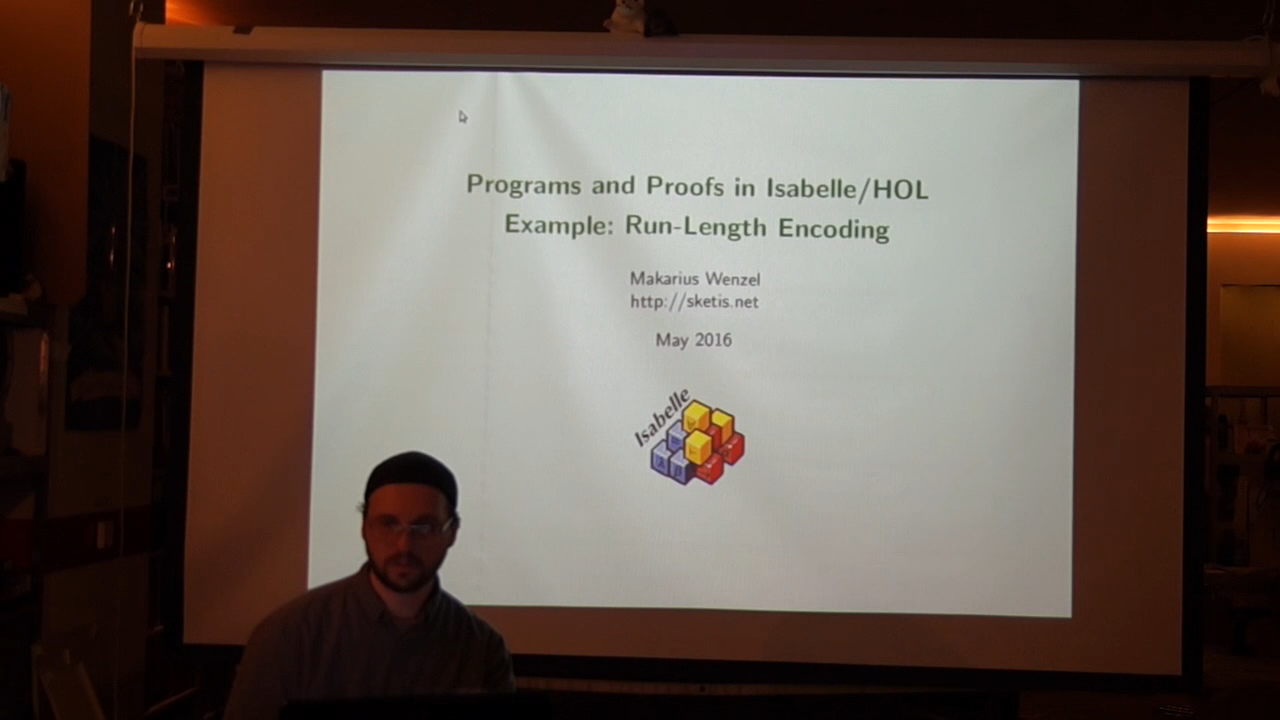 Programs and Proofs in Isabelle/HOL
Example: Run-Length Encoding
Makarius Wenzel
http://sketis.net
May 2016
Isabelle